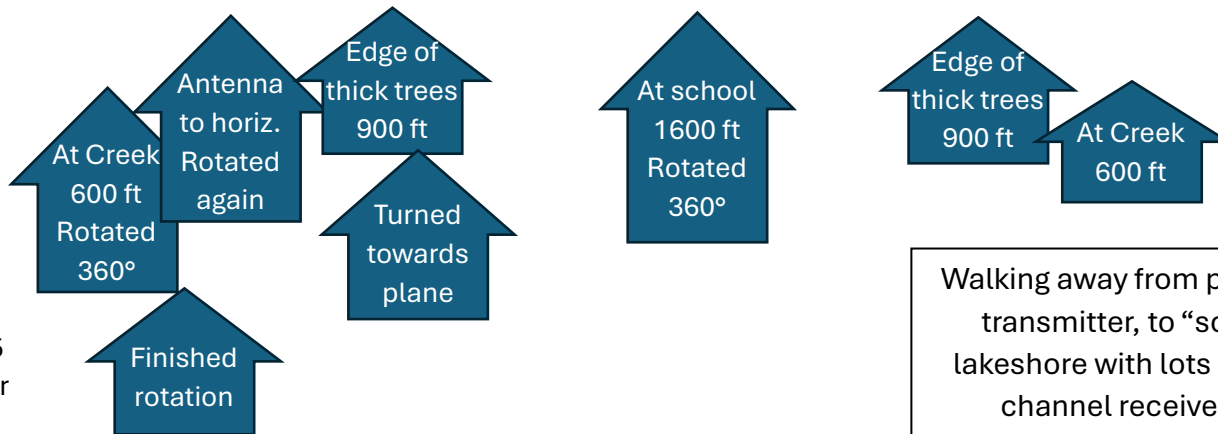 At Creek
600 ft
Rotated
360°
Antenna
to horiz.
Rotated
again
Edge of
thick trees
900 ft
Turned
towards
plane
Finished
rotation
At school
1600 ft
Rotated
360°
Edge of
thick trees
900 ft
At Creek
600 ft
Walking away from
transmitter, to
lakeshore with lots
channel